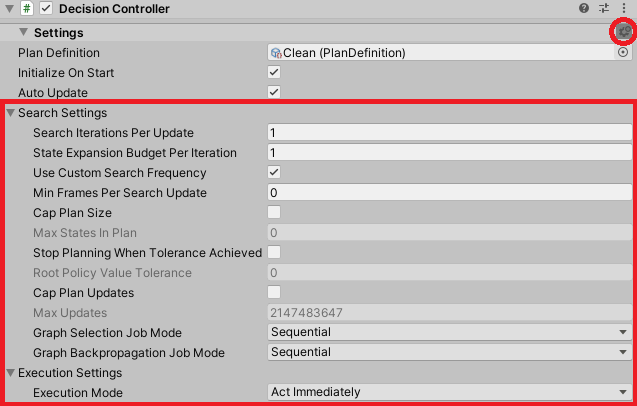 Decision Controller
Settings
Plan Definition Clean (PlanDefinition)
Initialize On Start
Auto Update
Search Settings
Search Iterations Per Update 1
State Expansion Budget Per Iteration 1
Use Custom Search Frequency
Min Frames Per Search Update 0
Cap Plan Size
Max States In Plan 0
Stop Planning When Tolerance Achieved
Root Policy Value Tolerance 0
Cap Plan Updates
Max Updates 2147483647
Graph Selection Job Mode Sequential
Graph Backpropagation Job Mode Sequential
Execution Settings
Execution Mode Act Immediately